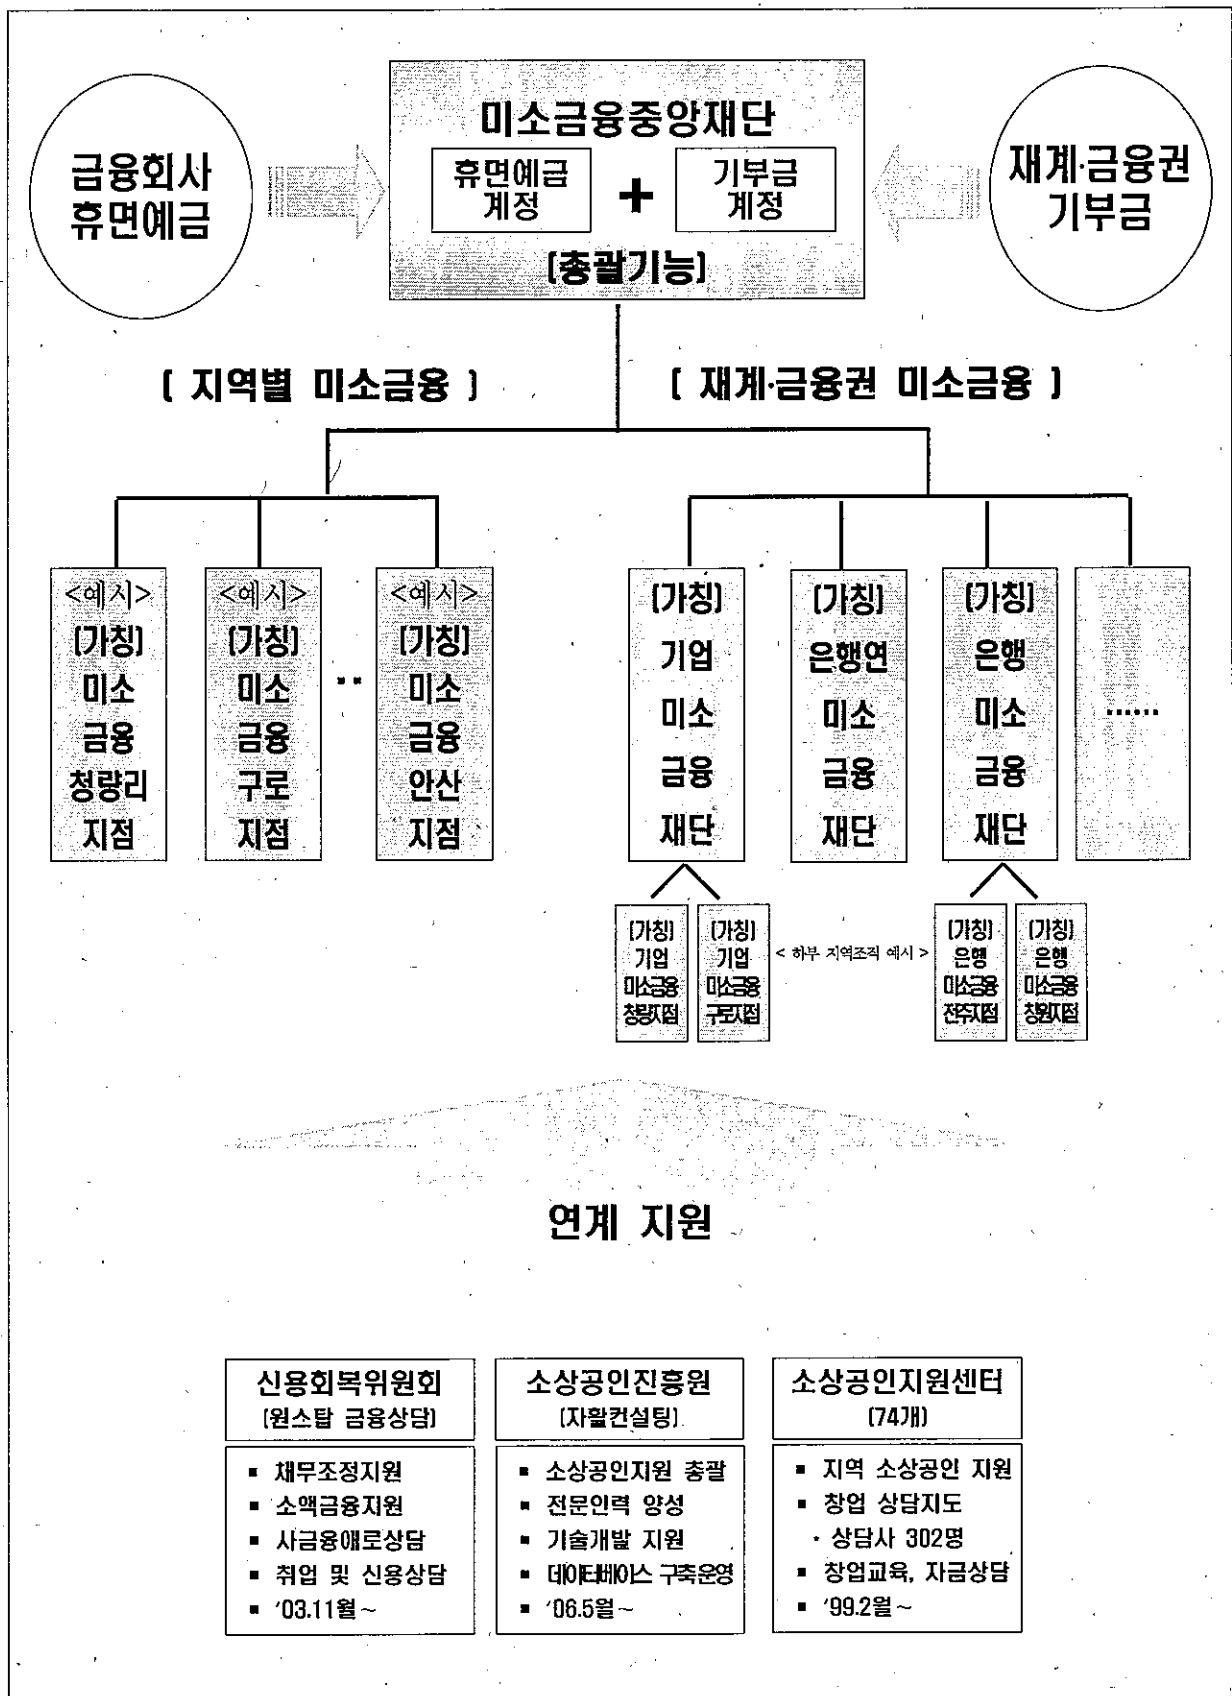 미소금융중앙재단
금융회사
휴면예금
휴면예금
계정
+
기부금
계정
재계·금융권
기부금
[총괄기능]
[ 지역별 미소금융 ]
[ 재계·금융권 미소금융 ]
<예시>
[가칭]
미소
금융
청량리
지점
<예시>
[가칭]
미소
금융
구로
지점
··
<예시>
[가칭]
미소
금융
안산
지점
[가칭]
기업
미소
금융
재단
[가칭]
은행연
미소
금융
재단
[가칭]
은행
미소
금융
재단
······
[가칭]
기업
미소금융
청량지점
[가칭]
기업
미소금융
구로지점
< 하부 지역조직 예시 >
[가칭]
은행
미소금융
전주지점
[가칭]
은행
미소금융
창원지점
연계 지원
신용회복위원회
[원스탑 금융상담]
▪ 채무조정지원
▪ 소액금융지원
▪ 사금융애로상담
▪ 취업 및 신용상담
▪ '03.11월~
소상공인진흥원
[자활컨설팅]
▪ 소상공인지원 총괄
▪ 전문인력 양성
▪ 기술개발 지원
▪ 데이터베이스 구축운영
▪ '06.5월~
소상공인지원센터
(74개)
▪ 지역 소상공인 지원
▪ 창업 상담지도
· 상담사 302명
▪ 창업교육, 자금상담
▪ '99.2월~